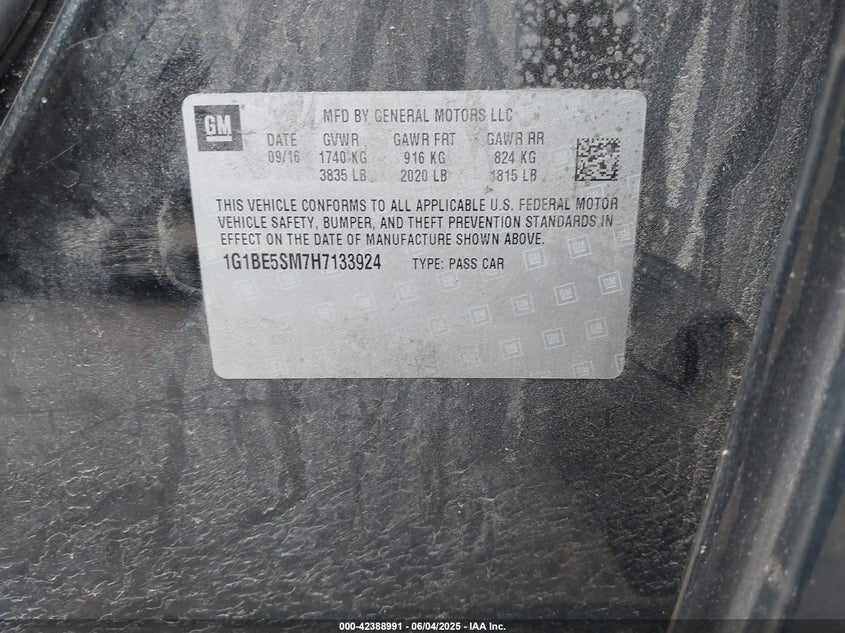 GM
MFD BY GENERAL MOTORS LLC
DATE GVWR GAWR FRT GAWR RR
09/16 1740 KG 916 KG 824 KG
3835 LB 2020 LB 1815 LB
THIS VEHICLE CONFORMS TO ALL APPLICABLE U.S. FEDERAL MOTOR
VEHICLE SAFETY, BUMPER, AND THEFT PREVENTION STANDARDS IN
EFFECT ON THE DATE OF MANUFACTURE SHOWN ABOVE.
1G1BE5SM7H7133924 TYPE: PASS CAR
000-42388991 - 06/04/2025 - IAA Inc.